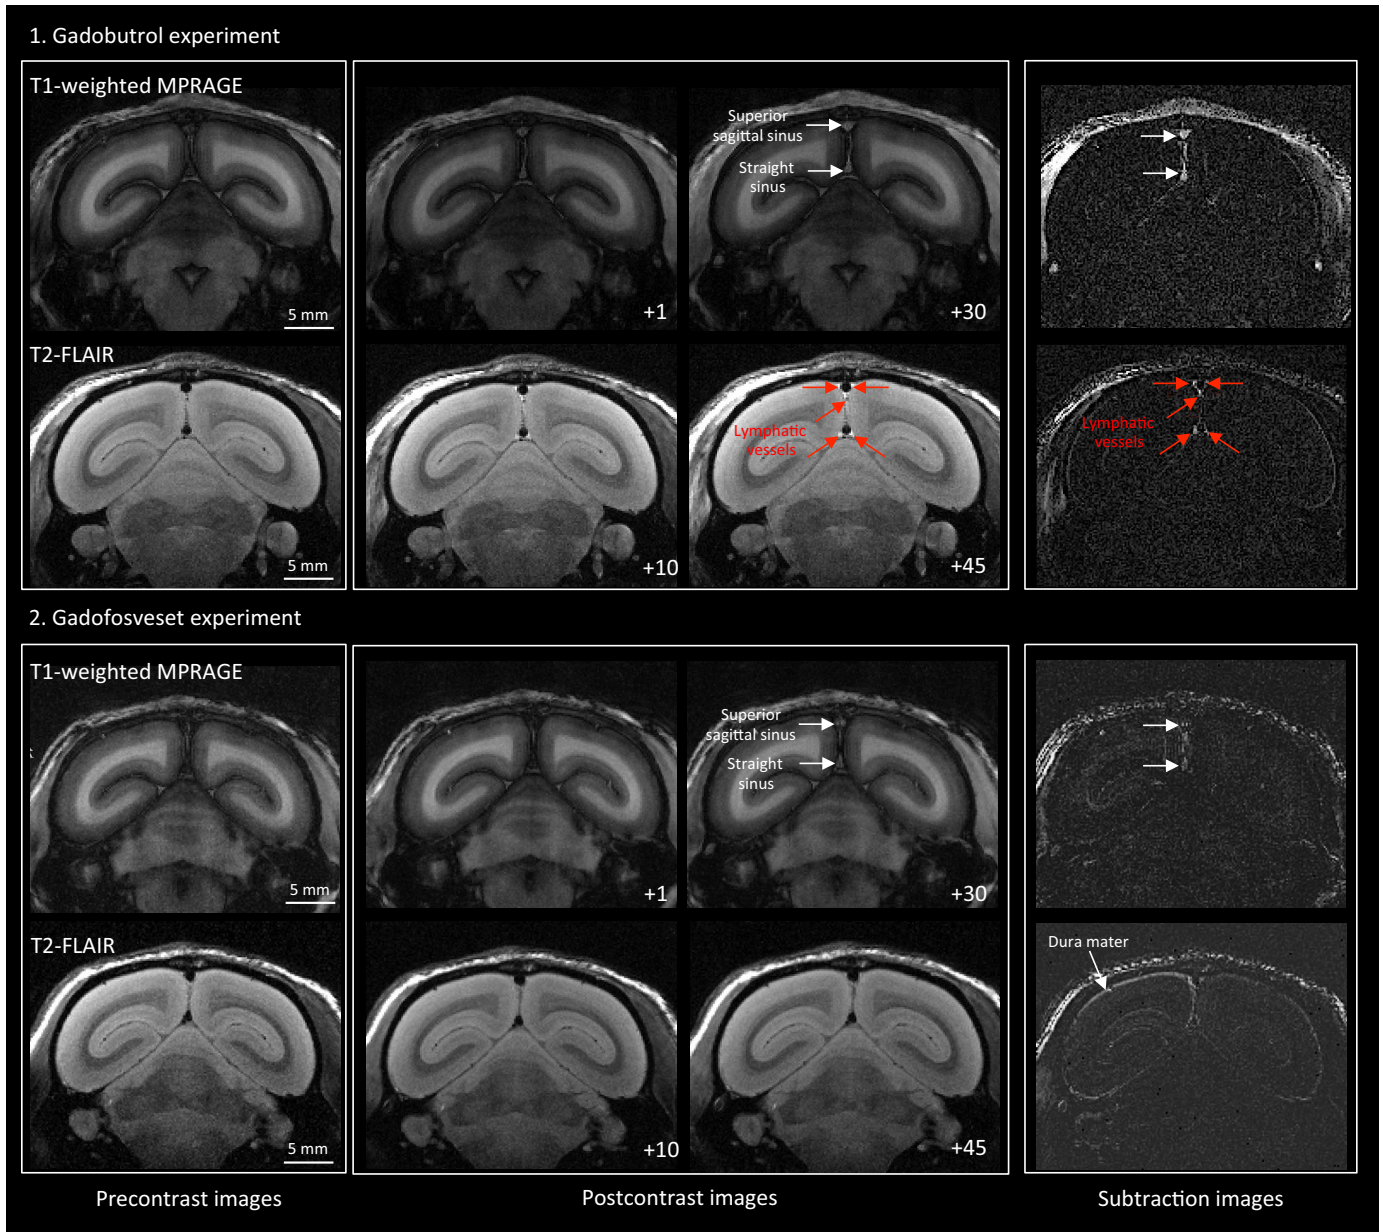 1. Gadobutrol experiment
T1-weighted MPRAGE
5 mm
+1
Superior
sagittal sinus
Straight
sinus
+30
T2-FLAIR
5 mm
+10
Lymphatic
vessels
+45
Lymphatic
vessels
2. Gadofosveset experiment
T1-weighted MPRAGE
5 mm
+1
Superior
sagittal sinus
Straight
sinus
+30
T2-FLAIR
5 mm
+10
+45
Dura mater
Precontrast images
Postcontrast images
Subtraction images